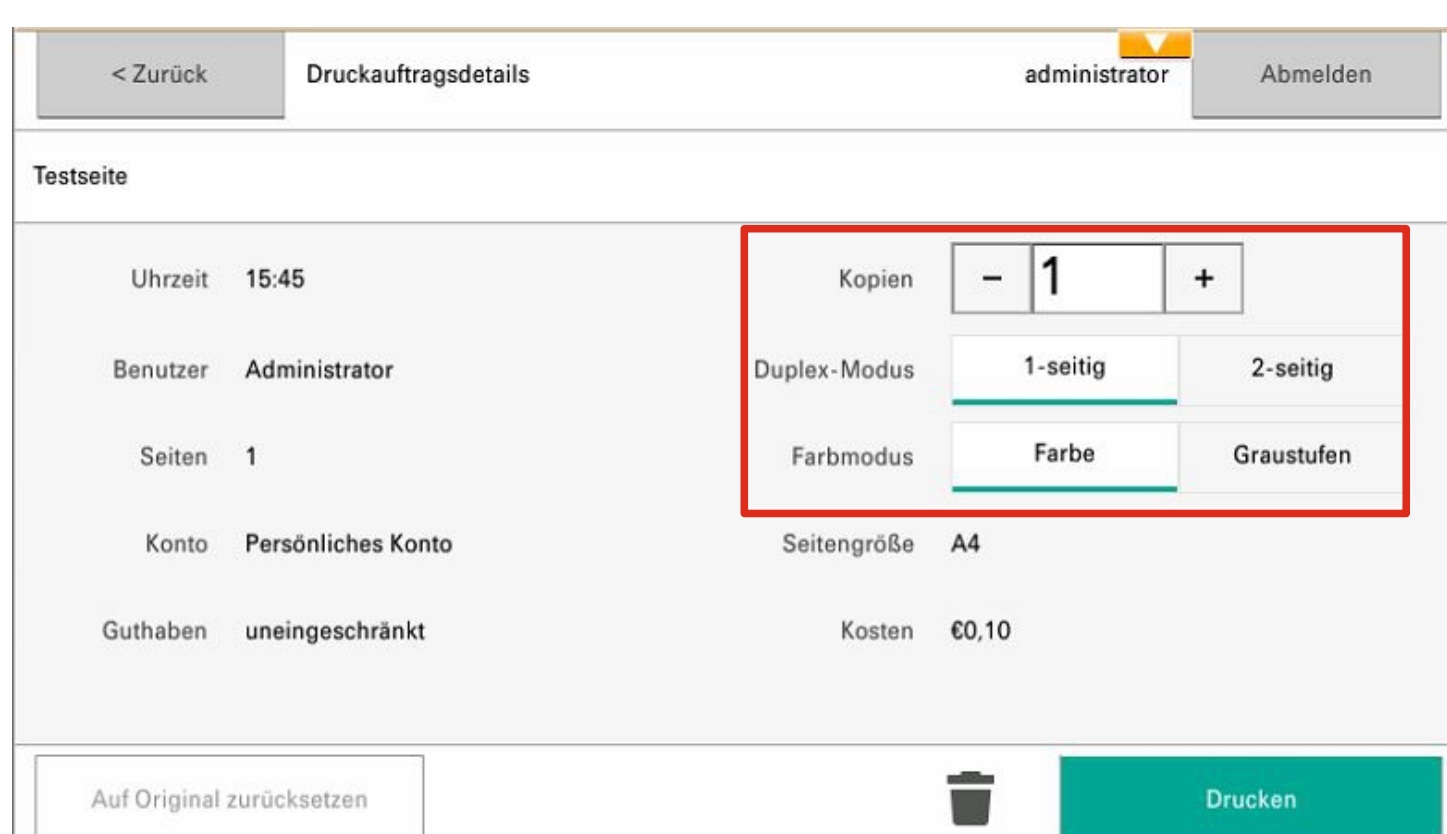 < Zurück Druckauftragsdetails administrator Abmelden
Testseite
Uhrzeit 15:45 Kopien − 1 +
Benutzer Administrator Duplex-Modus 1-seitig 2-seitig
Seiten 1 Farbmodus Farbe Graustufen
Konto Persönliches Konto Seitengröße A4
Guthaben uneingeschränkt Kosten €0,10
Auf Original zurücksetzen Drucken